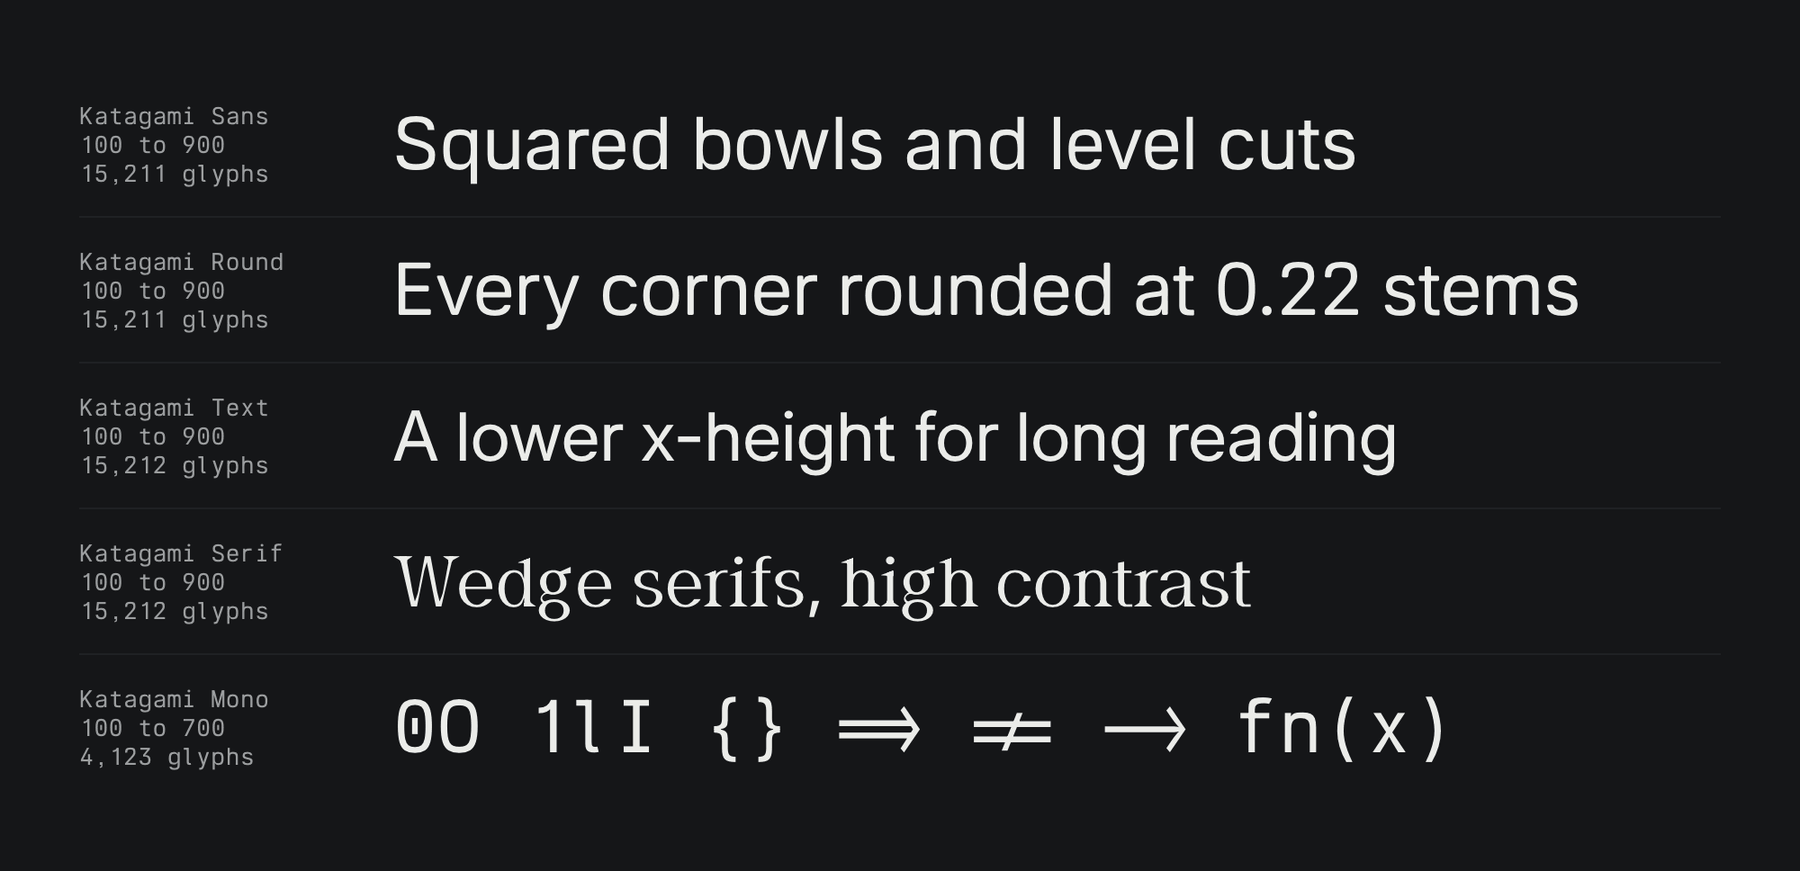 Katagami Sans
100 to 900
15,211 glyphs
Squared bowls and level cuts
Katagami Round
100 to 900
15,211 glyphs
Every corner rounded at 0.22 stems
Katagami Text
100 to 900
15,212 glyphs
A lower x-height for long reading
Katagami Serif
100 to 900
15,212 glyphs
Wedge serifs, high contrast
Katagami Mono
100 to 700
4,123 glyphs
0O 1lI {} ⇒ ≠ → fn(x)